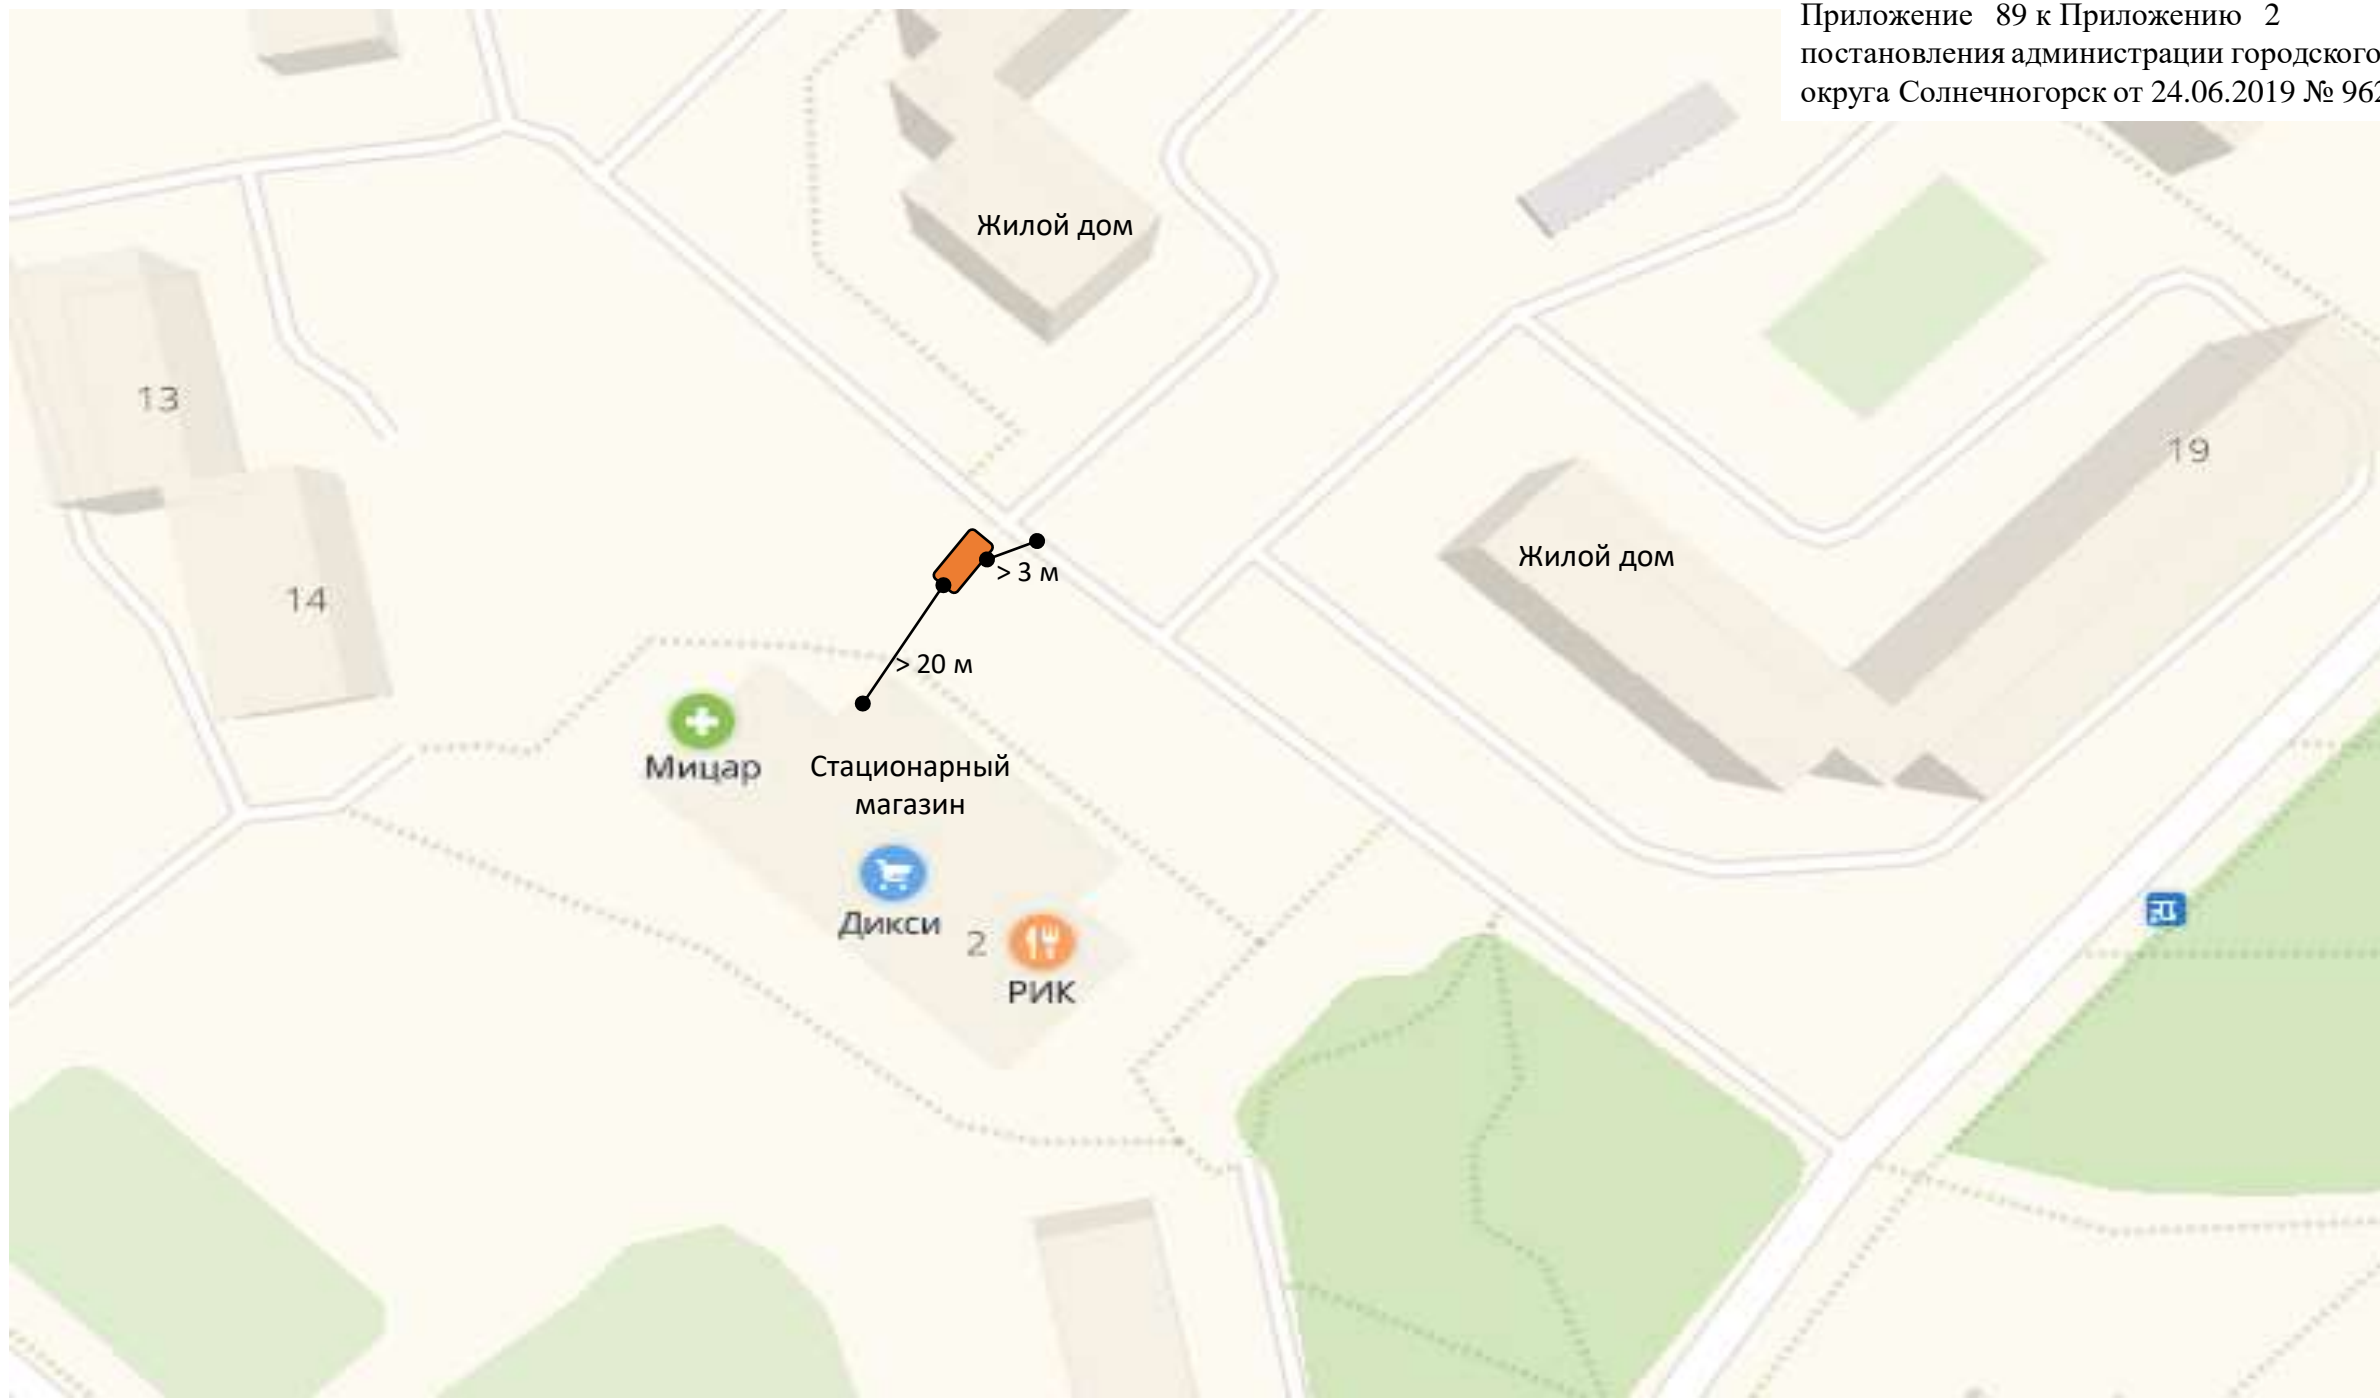 Приложение 89 к Приложению 2
постановления администрации городского
округа Солнечногорск от 24.06.2019 № 962
Жилой дом
13
19
Жилой дом
> 3 м
14
> 20 м
Мицар
Стационарный
магазин
Дикси
2
РИК